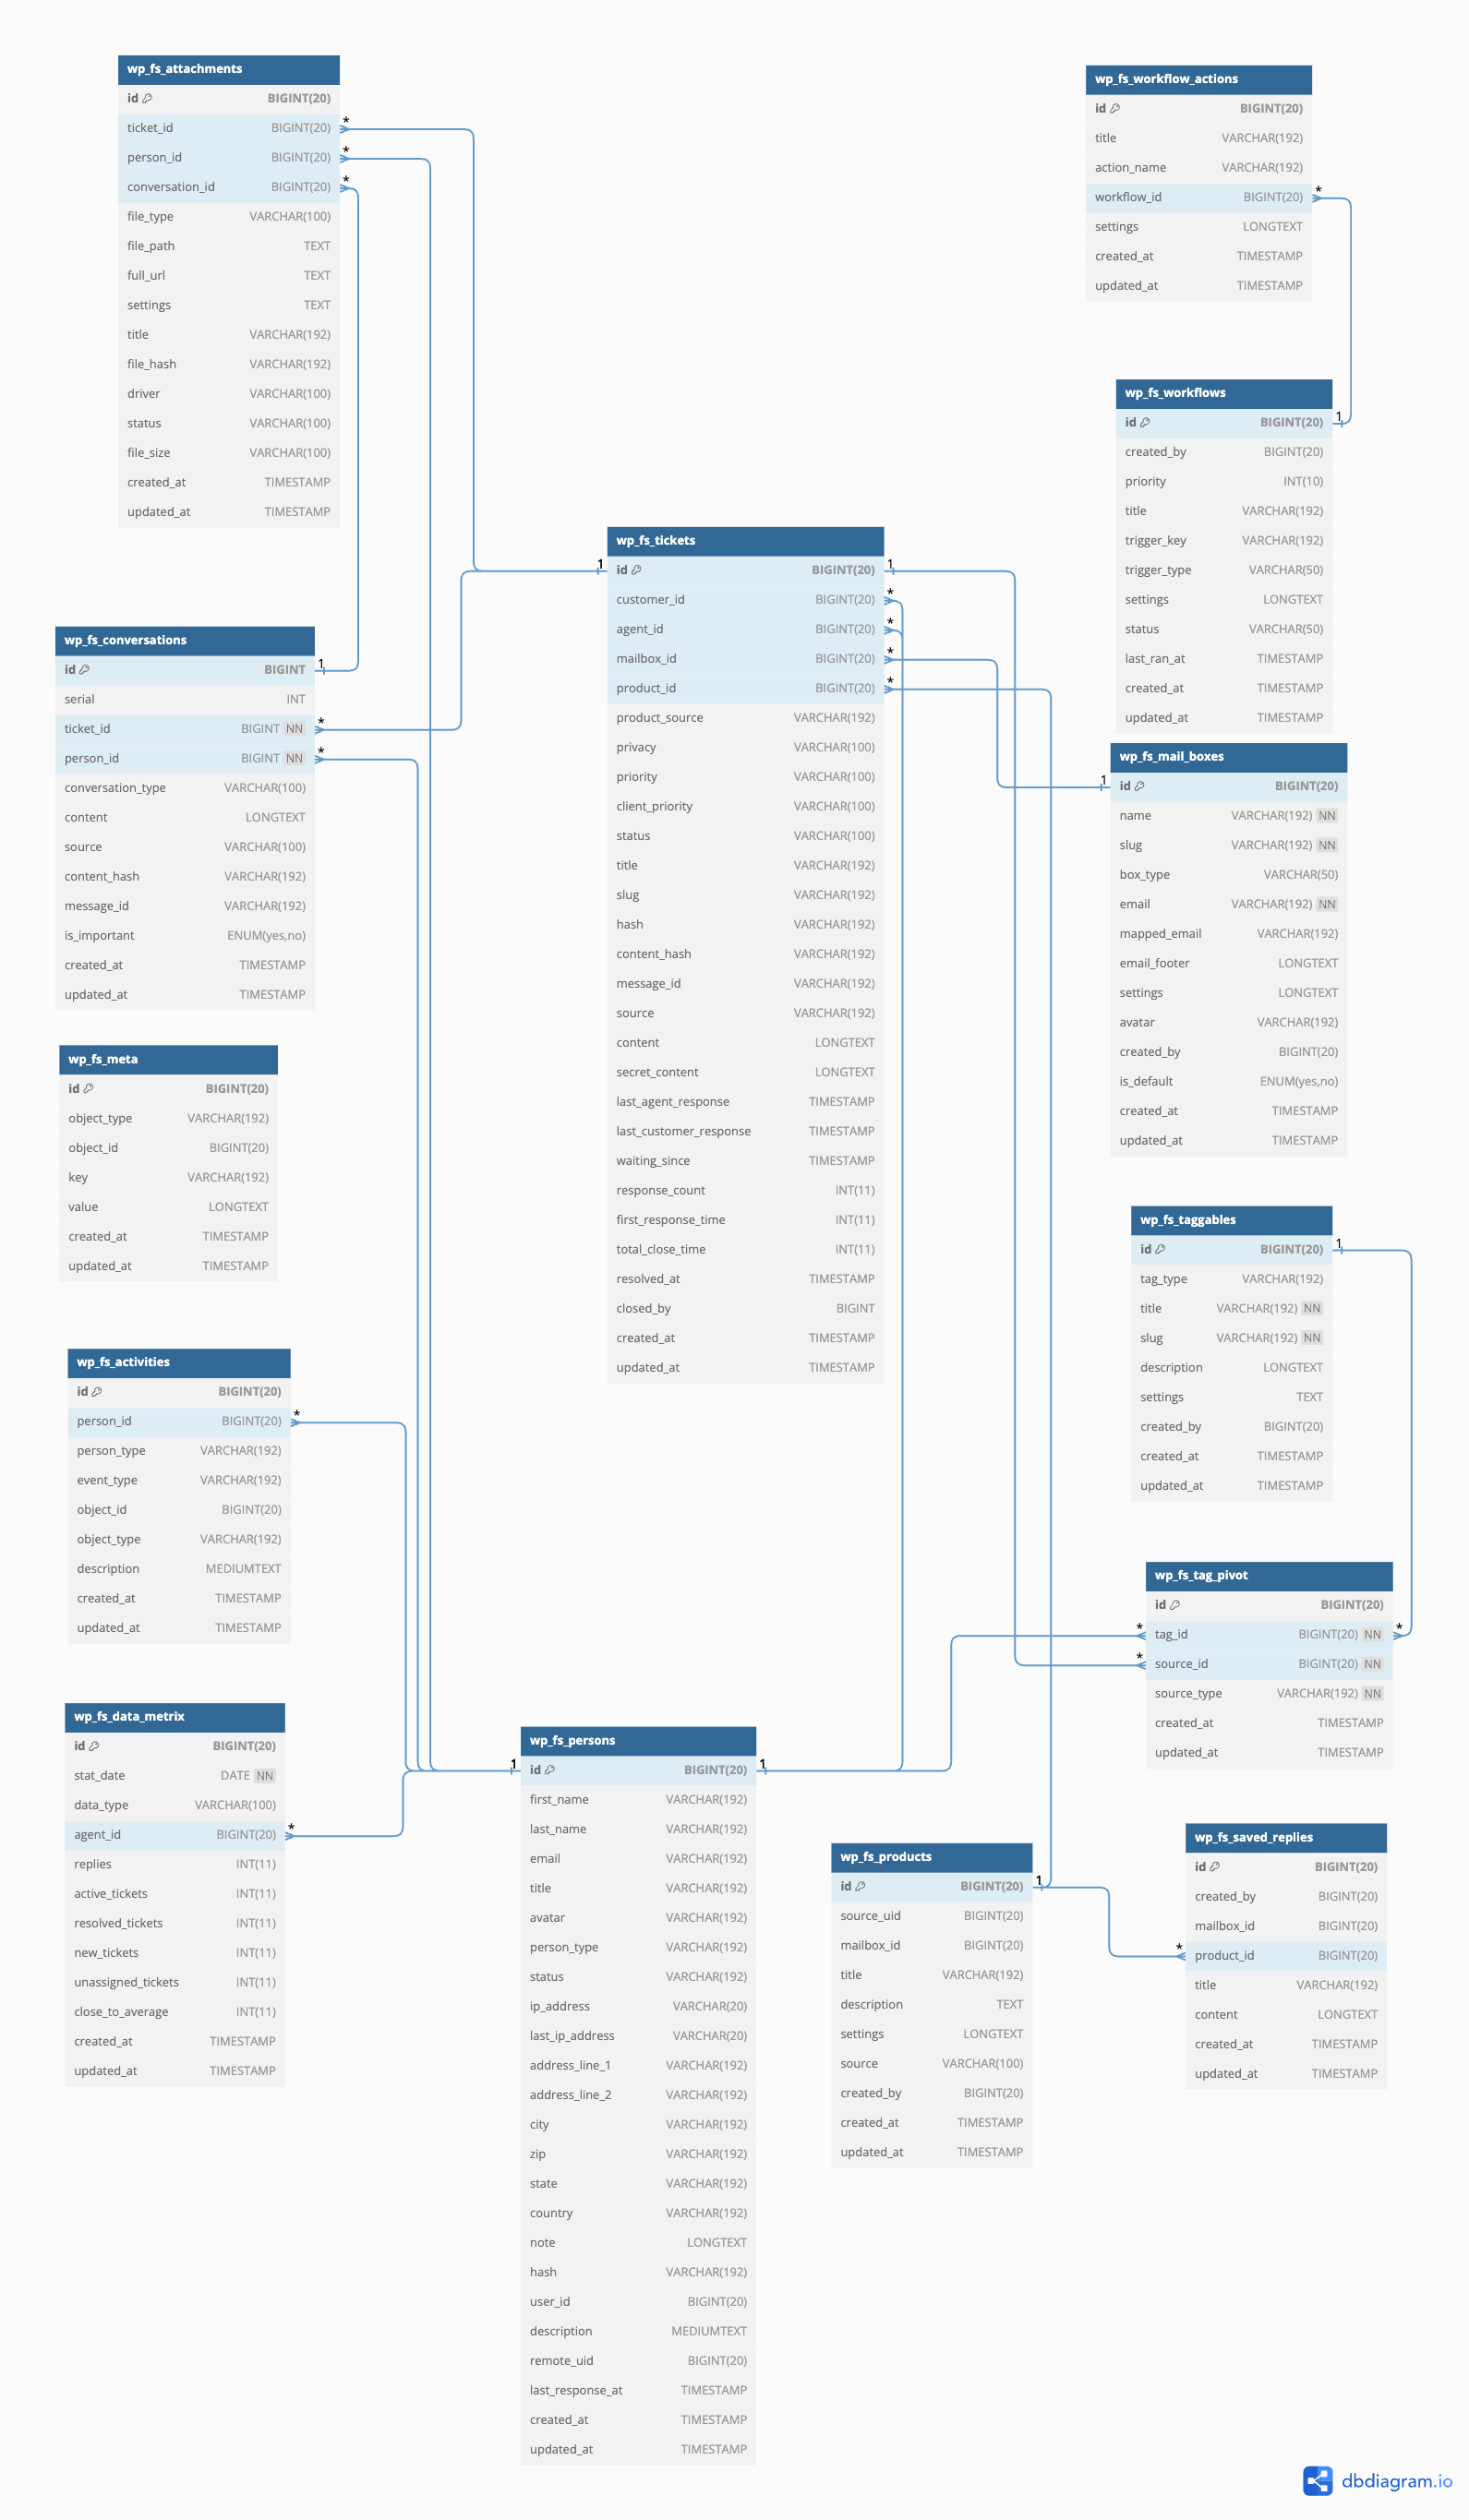 wp_fs_attachments
id BIGINT(20)
ticket_id BIGINT(20) *
person_id BIGINT(20) *
conversation_id BIGINT(20) *
file_type VARCHAR(100)
file_path TEXT
full_url TEXT
settings TEXT
title VARCHAR(192)
file_hash VARCHAR(192)
driver VARCHAR(100)
status VARCHAR(100)
file_size VARCHAR(100)
created_at TIMESTAMP
updated_at TIMESTAMP
wp_fs_workflow_actions
id BIGINT(20)
title VARCHAR(192)
action_name VARCHAR(192)
workflow_id BIGINT(20) *
settings LONGTEXT
created_at TIMESTAMP
updated_at TIMESTAMP
wp_fs_workflows
id BIGINT(20) 1
created_by BIGINT(20)
priority INT(10)
title VARCHAR(192)
trigger_key VARCHAR(192)
trigger_type VARCHAR(50)
settings LONGTEXT
status VARCHAR(50)
last_ran_at TIMESTAMP
created_at TIMESTAMP
updated_at TIMESTAMP
wp_fs_tickets
1 id BIGINT(20) 1
customer_id BIGINT(20) *
agent_id BIGINT(20) *
mailbox_id BIGINT(20) *
product_id BIGINT(20) *
product_source VARCHAR(192)
privacy VARCHAR(100)
priority VARCHAR(100)
client_priority VARCHAR(100)
status VARCHAR(100)
title VARCHAR(192)
slug VARCHAR(192)
hash VARCHAR(192)
content_hash VARCHAR(192)
message_id VARCHAR(192)
source VARCHAR(192)
content LONGTEXT
secret_content LONGTEXT
last_agent_response TIMESTAMP
last_customer_response TIMESTAMP
waiting_since TIMESTAMP
response_count INT(11)
first_response_time INT(11)
total_close_time INT(11)
resolved_at TIMESTAMP
closed_by BIGINT
created_at TIMESTAMP
updated_at TIMESTAMP
wp_fs_conversations
id BIGINT 1
serial INT
ticket_id BIGINT NN *
person_id BIGINT NN *
conversation_type VARCHAR(100)
content LONGTEXT
source VARCHAR(100)
content_hash VARCHAR(192)
message_id VARCHAR(192)
is_important ENUM(yes,no)
created_at TIMESTAMP
updated_at TIMESTAMP
wp_fs_mail_boxes
1 id BIGINT(20)
name VARCHAR(192) NN
slug VARCHAR(192) NN
box_type VARCHAR(50)
email VARCHAR(192) NN
mapped_email VARCHAR(192)
email_footer LONGTEXT
settings LONGTEXT
avatar VARCHAR(192)
created_by BIGINT(20)
is_default ENUM(yes,no)
created_at TIMESTAMP
updated_at TIMESTAMP
wp_fs_meta
id BIGINT(20)
object_type VARCHAR(192)
object_id BIGINT(20)
key VARCHAR(192)
value LONGTEXT
created_at TIMESTAMP
updated_at TIMESTAMP
wp_fs_taggables
id BIGINT(20) 1
tag_type VARCHAR(192)
title VARCHAR(192) NN
slug VARCHAR(192) NN
description LONGTEXT
settings TEXT
created_by BIGINT(20)
created_at TIMESTAMP
updated_at TIMESTAMP
wp_fs_activities
id BIGINT(20)
person_id BIGINT(20) *
person_type VARCHAR(192)
event_type VARCHAR(192)
object_id BIGINT(20)
object_type VARCHAR(192)
description MEDIUMTEXT
created_at TIMESTAMP
updated_at TIMESTAMP
wp_fs_tag_pivot
id BIGINT(20)
* tag_id BIGINT(20) NN *
* source_id BIGINT(20) NN
source_type VARCHAR(192) NN
created_at TIMESTAMP
updated_at TIMESTAMP
wp_fs_data_metrix
id BIGINT(20)
stat_date DATE NN
data_type VARCHAR(100)
agent_id BIGINT(20) *
replies INT(11)
active_tickets INT(11)
resolved_tickets INT(11)
new_tickets INT(11)
unassigned_tickets INT(11)
close_to_average INT(11)
created_at TIMESTAMP
updated_at TIMESTAMP
wp_fs_persons
1 id BIGINT(20) 1
first_name VARCHAR(192)
last_name VARCHAR(192)
email VARCHAR(192)
title VARCHAR(192)
avatar VARCHAR(192)
person_type VARCHAR(192)
status VARCHAR(192)
ip_address VARCHAR(20)
last_ip_address VARCHAR(20)
address_line_1 VARCHAR(192)
address_line_2 VARCHAR(192)
city VARCHAR(192)
zip VARCHAR(192)
state VARCHAR(192)
country VARCHAR(192)
note LONGTEXT
hash VARCHAR(192)
user_id BIGINT(20)
description MEDIUMTEXT
remote_uid BIGINT(20)
last_response_at TIMESTAMP
created_at TIMESTAMP
updated_at TIMESTAMP
wp_fs_products
id BIGINT(20) 1
source_uid BIGINT(20)
mailbox_id BIGINT(20)
title VARCHAR(192)
description TEXT
settings LONGTEXT
source VARCHAR(100)
created_by BIGINT(20)
created_at TIMESTAMP
updated_at TIMESTAMP
wp_fs_saved_replies
id BIGINT(20)
created_by BIGINT(20)
mailbox_id BIGINT(20)
* product_id BIGINT(20)
title VARCHAR(192)
content LONGTEXT
created_at TIMESTAMP
updated_at TIMESTAMP
dbdiagram.io